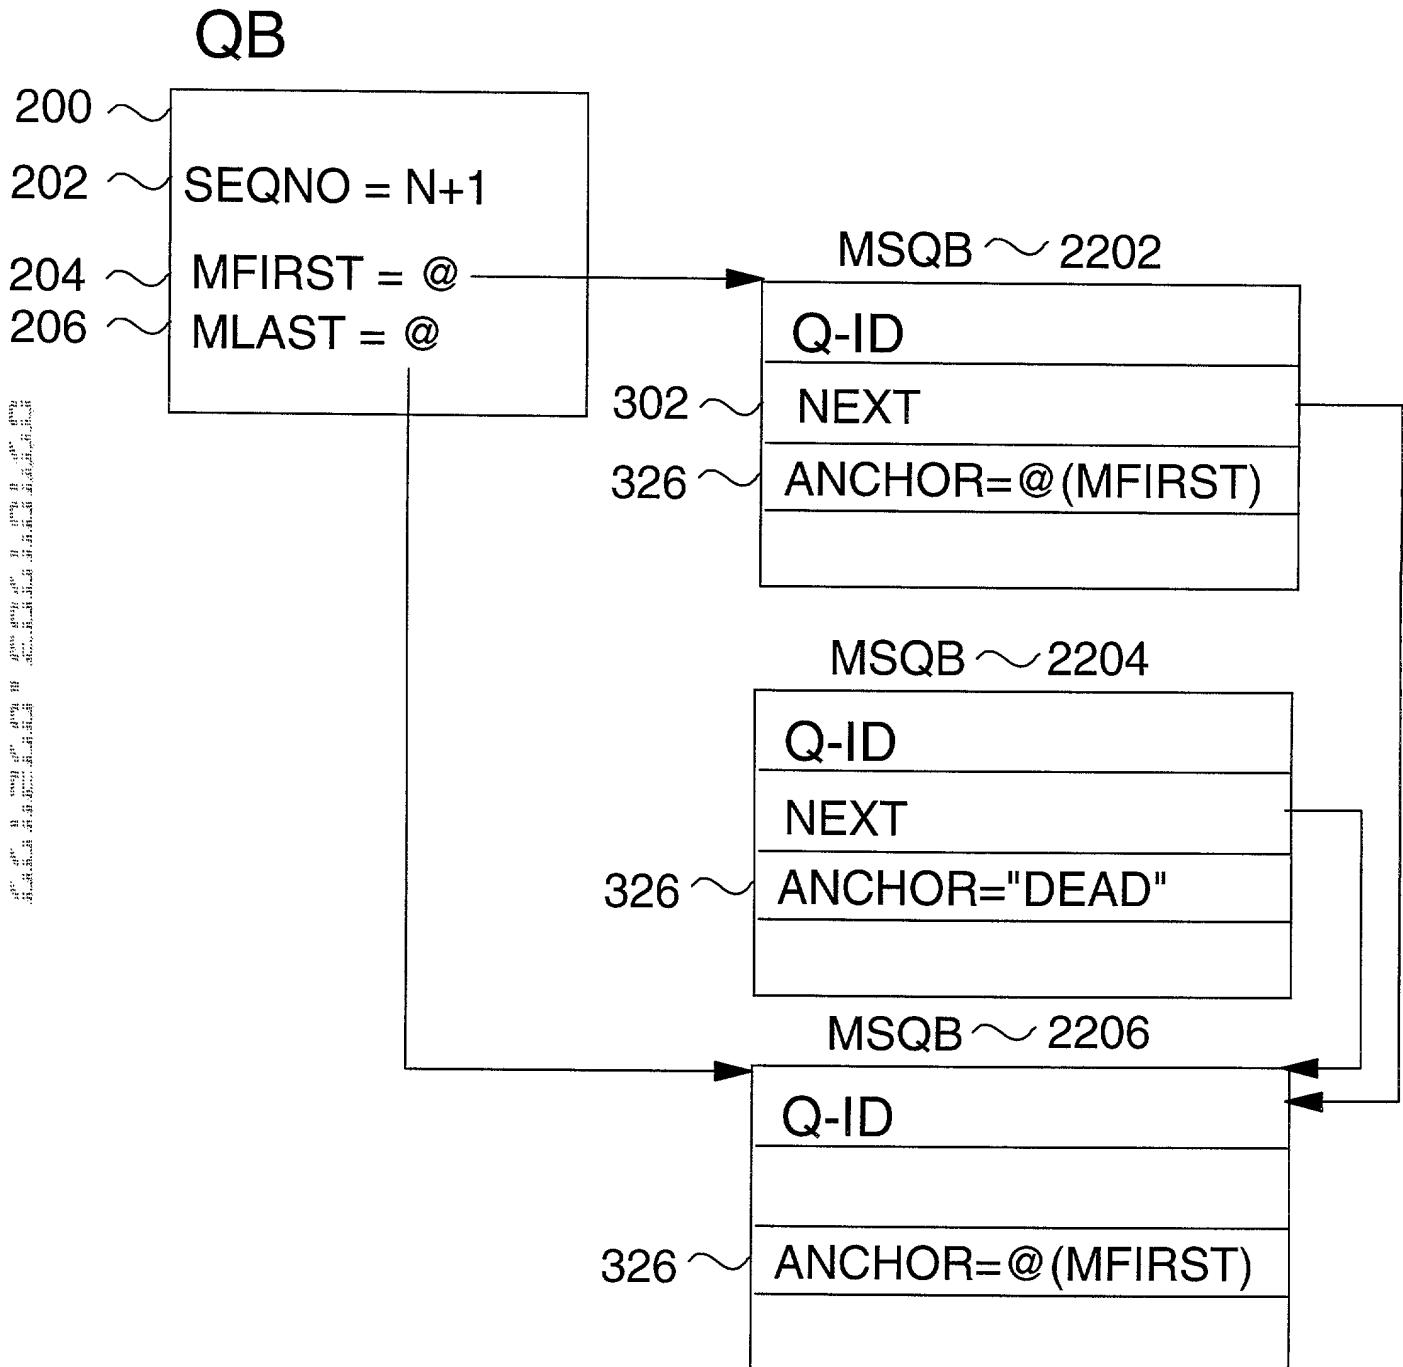 QB
200
202 SEQNO = N+1
204 MFIRST = @
206 MLAST = @
MSQB 2202
Q-ID
302 NEXT
326 ANCHOR=@(MFIRST)
MSQB 2204
Q-ID
NEXT
326 ANCHOR="DEAD"
MSQB 2206
Q-ID
326 ANCHOR=@(MFIRST)